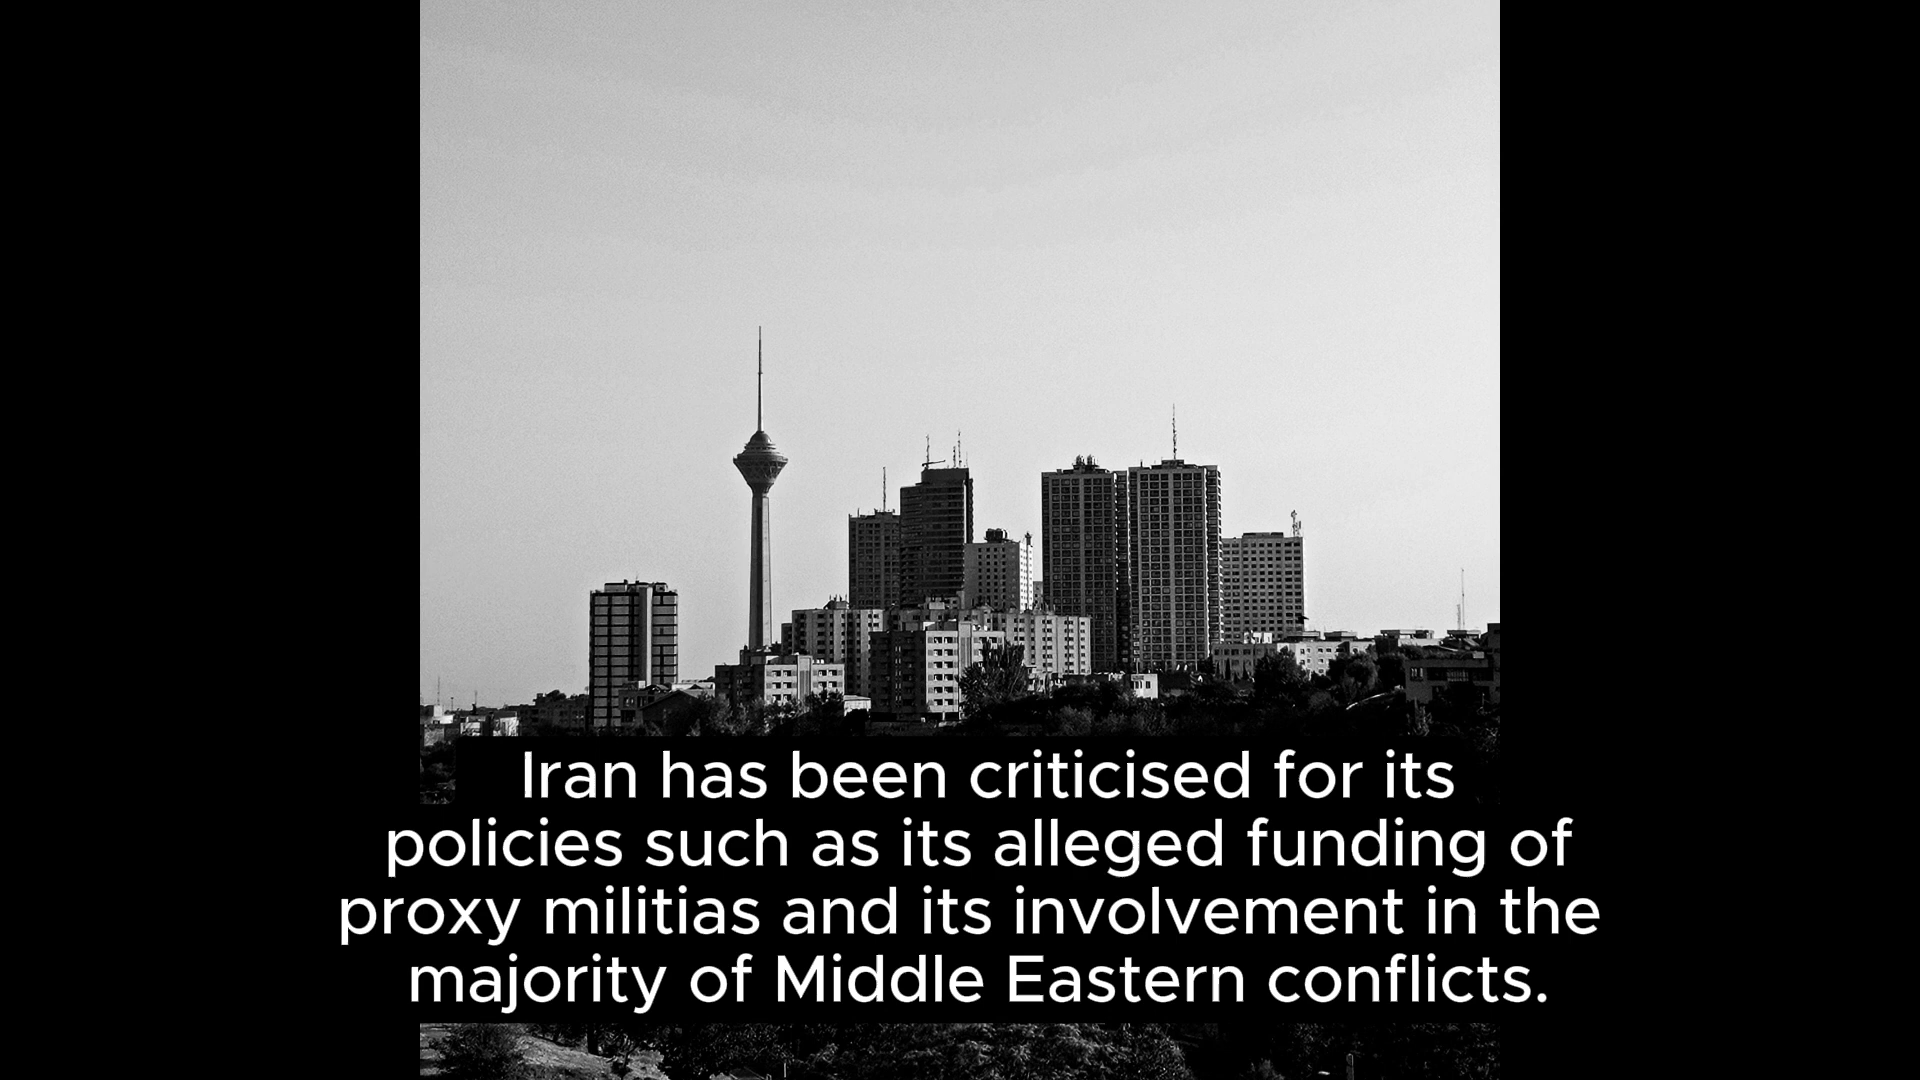 Iran has been criticised for its
policies such as its alleged funding of
proxy militias and its involvement in the
majority of Middle Eastern conflicts.